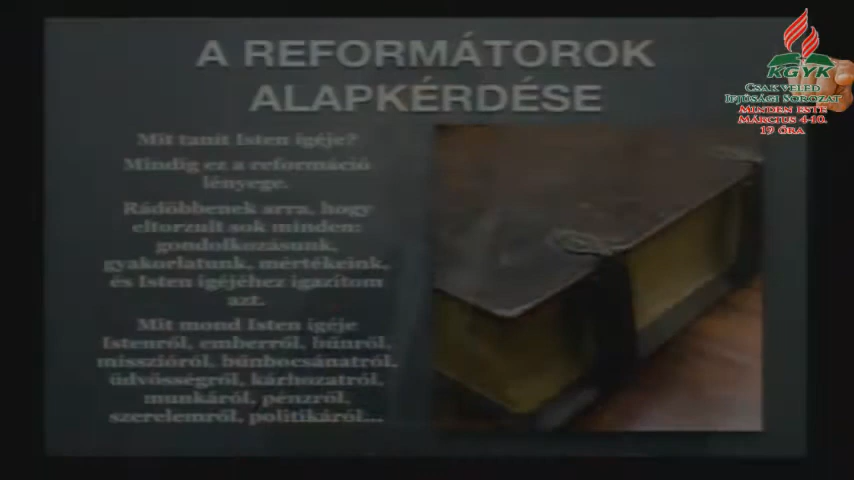 A REFORMÁTOROK
ALAPKÉRDÉSE
Mit tanít Isten igéje?
Mindig ez a reformáció
lényege.
Rádöbbenek arra, hogy
eltorzult sok minden:
gondolkozásunk,
gyakorlatunk, mértékeink,
és Isten igéjéhez igazítom
azt.
Mit mond Isten igéje
Istenről, emberről, bűnről,
misszióról, bűnbocsánatról,
üdvösségről, kárhozatról,
munkáról, pénzről,
szerelemről, politikáról...
KGYK
CSAK VELED
IFJÚSÁGI SOROZAT
MINDEN ESTE
MÁRCIUS 4-10.
19 ÓRA